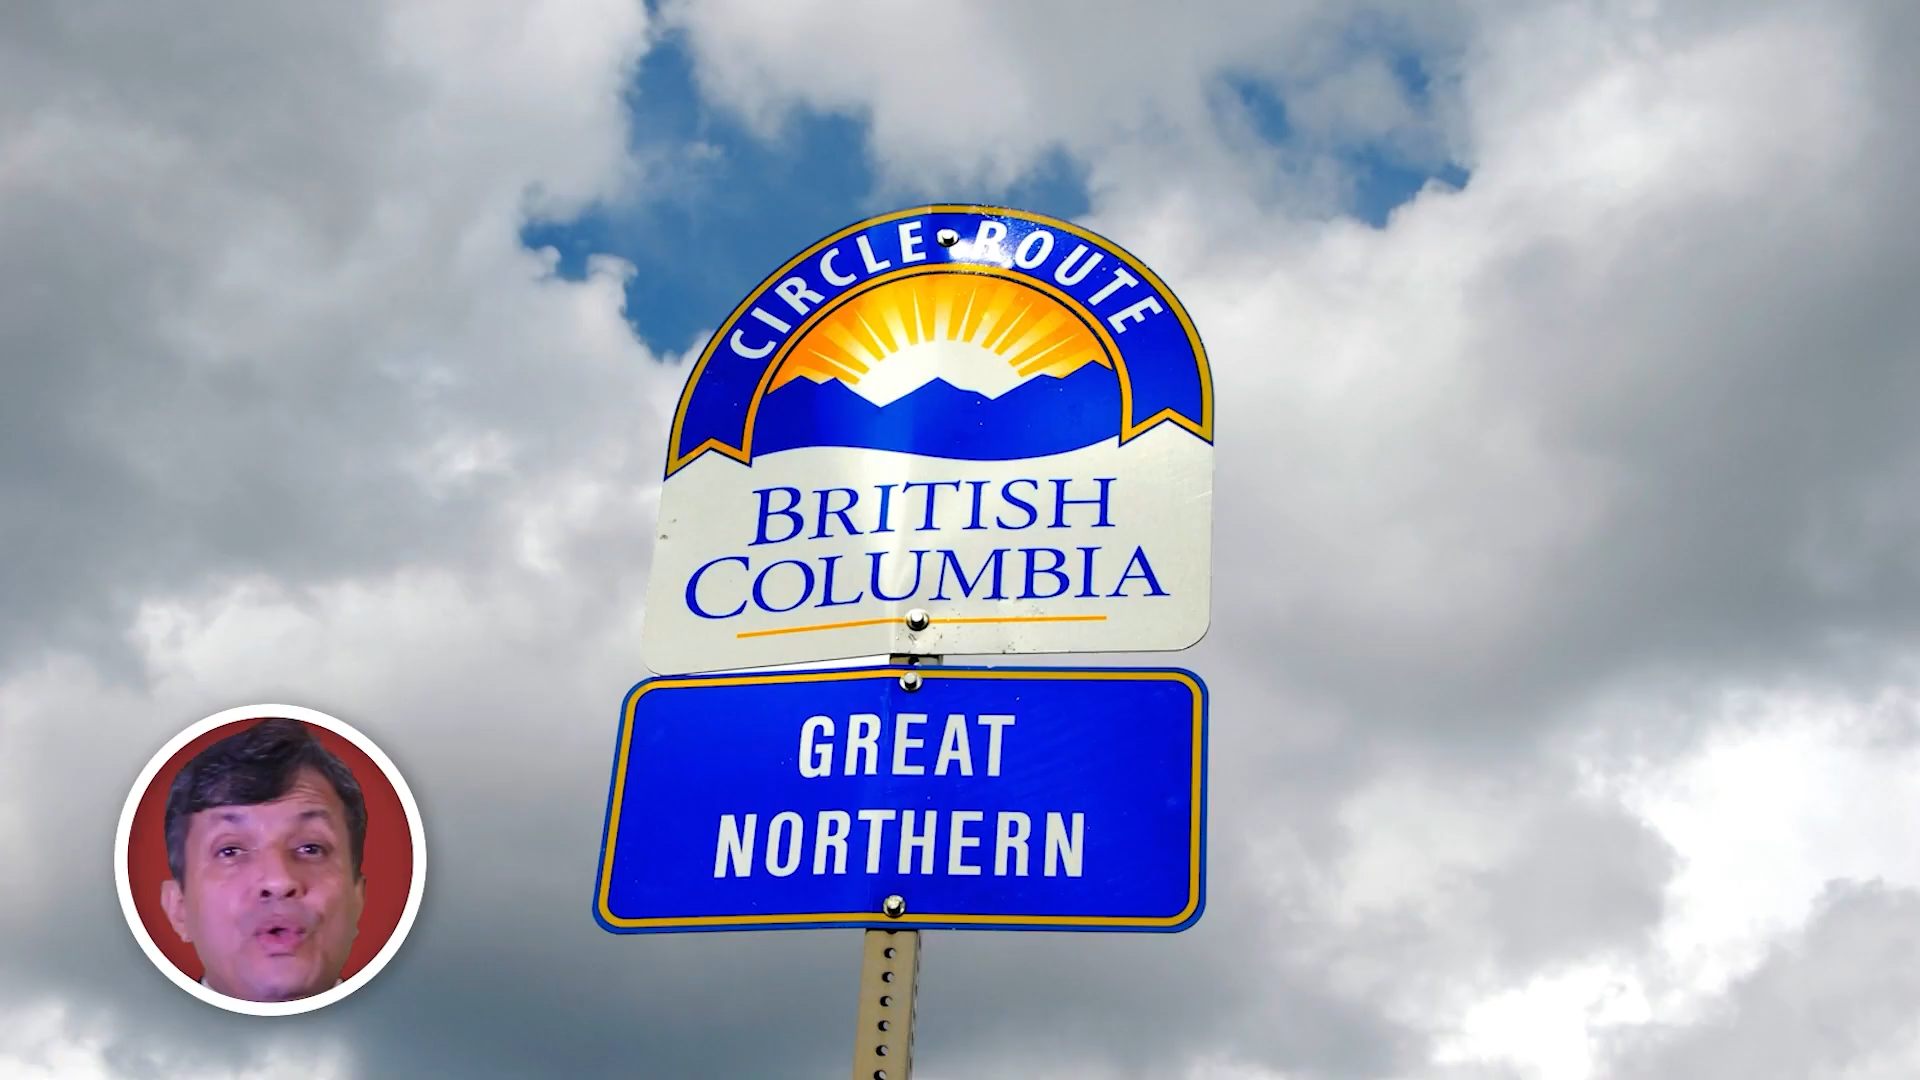 CIRCLE • ROUTE
BRITISH
COLUMBIA
GREAT
NORTHERN